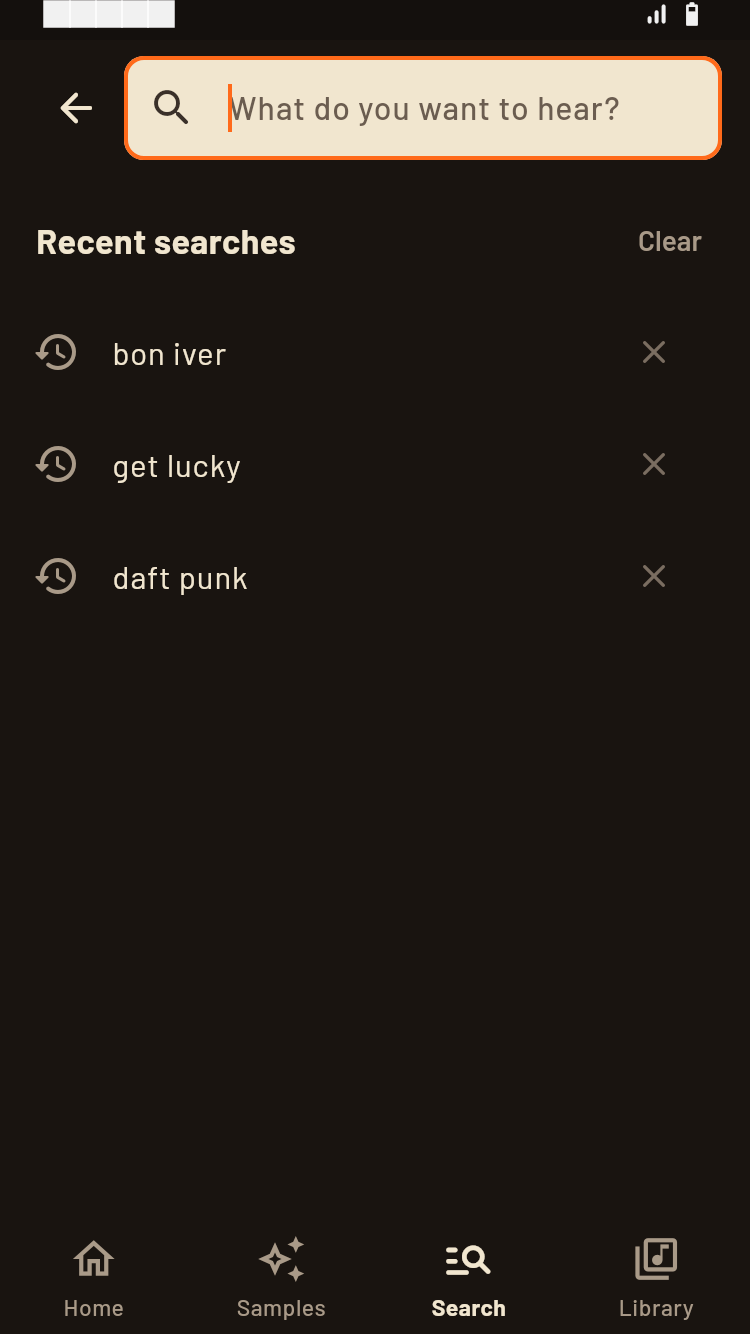 What do you want to hear?
Recent searches
Clear
bon iver
get lucky
daft punk
Home
Samples
Search
Library